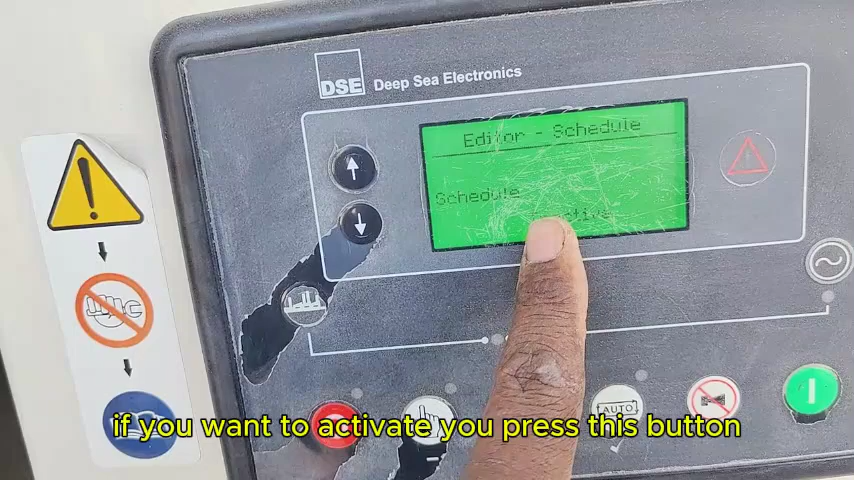 DSE Deep Sea Electronics
Editor - Schedule
Schedule
AUTO
if you want to activate you press this button